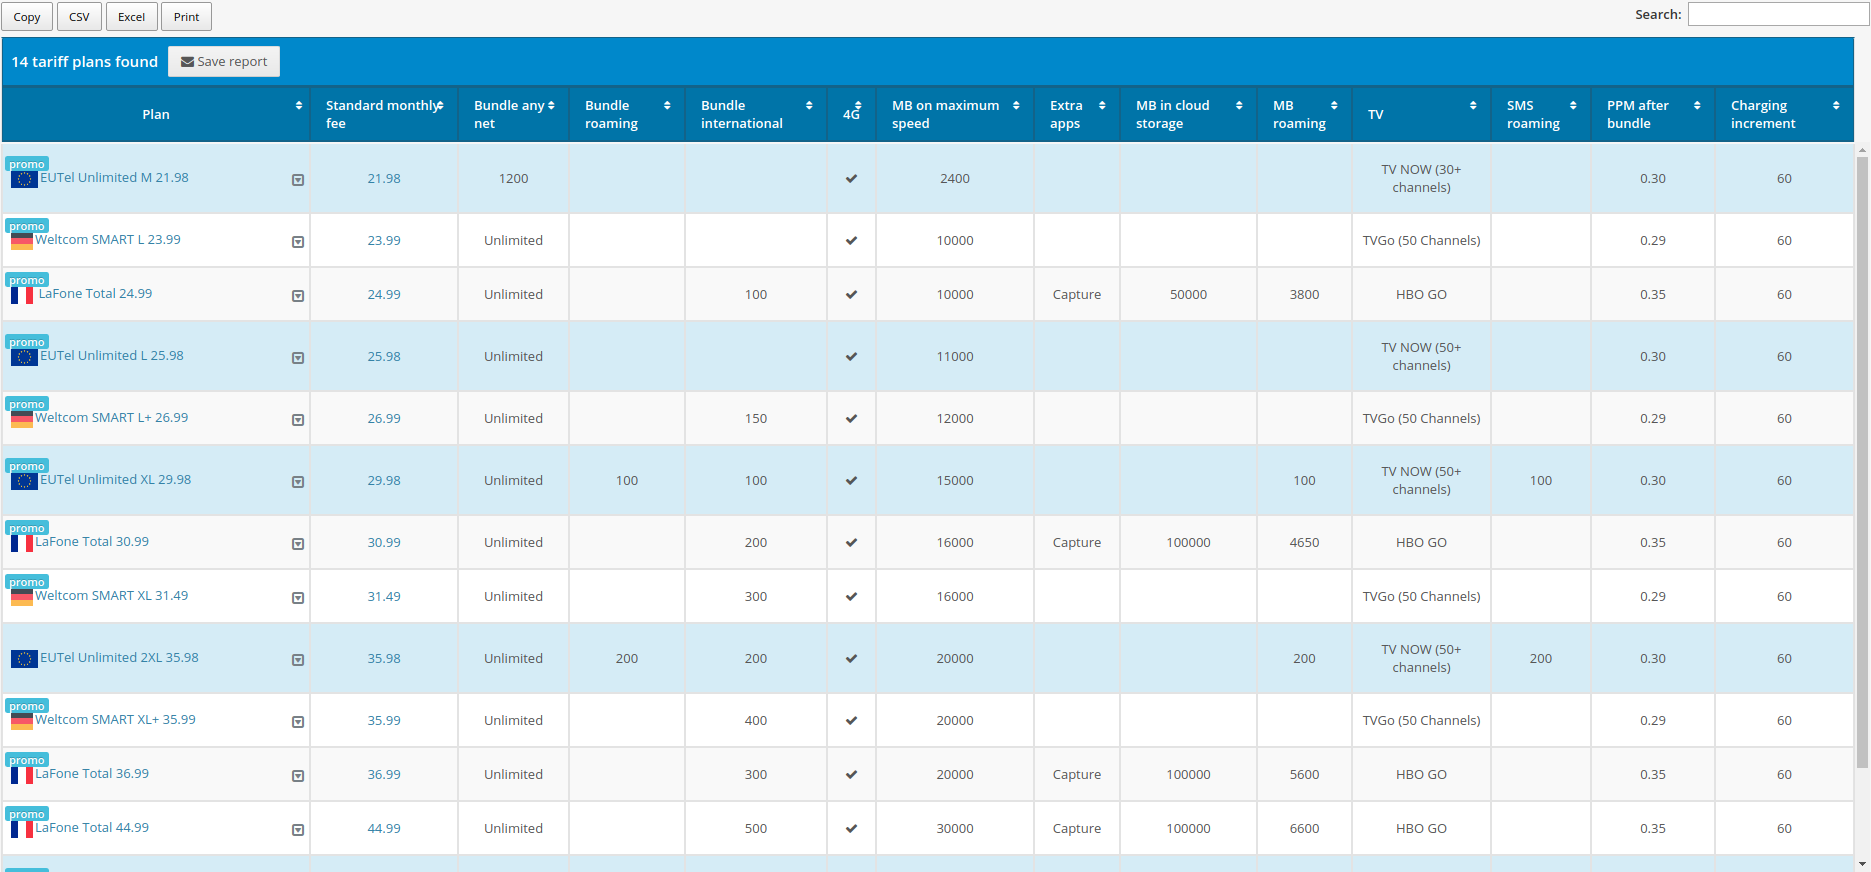 Copy CSV Excel Print Search:
14 tariff plans found Save report
Plan Standard monthly fee Bundle any net Bundle roaming Bundle international 4G MB on maximum speed Extra apps MB in cloud storage MB roaming TV SMS roaming PPM after bundle Charging increment
promo
EUTel Unlimited M 21.98 21.98 1200 ✔ 2400 TV NOW (30+ channels) 0.30 60
promo
Weltcom SMART L 23.99 23.99 Unlimited ✔ 10000 TVGo (50 Channels) 0.29 60
promo
LaFone Total 24.99 24.99 Unlimited 100 ✔ 10000 Capture 50000 3800 HBO GO 0.35 60
promo
EUTel Unlimited L 25.98 25.98 Unlimited ✔ 11000 TV NOW (50+ channels) 0.30 60
promo
Weltcom SMART L+ 26.99 26.99 Unlimited 150 ✔ 12000 TVGo (50 Channels) 0.29 60
promo
EUTel Unlimited XL 29.98 29.98 Unlimited 100 100 ✔ 15000 100 TV NOW (50+ channels) 100 0.30 60
promo
LaFone Total 30.99 30.99 Unlimited 200 ✔ 16000 Capture 100000 4650 HBO GO 0.35 60
promo
Weltcom SMART XL 31.49 31.49 Unlimited 300 ✔ 16000 TVGo (50 Channels) 0.29 60
EUTel Unlimited 2XL 35.98 35.98 Unlimited 200 200 ✔ 20000 200 TV NOW (50+ channels) 200 0.30 60
promo
Weltcom SMART XL+ 35.99 35.99 Unlimited 400 ✔ 20000 TVGo (50 Channels) 0.29 60
promo
LaFone Total 36.99 36.99 Unlimited 300 ✔ 20000 Capture 100000 5600 HBO GO 0.35 60
promo
LaFone Total 44.99 44.99 Unlimited 500 ✔ 30000 Capture 100000 6600 HBO GO 0.35 60